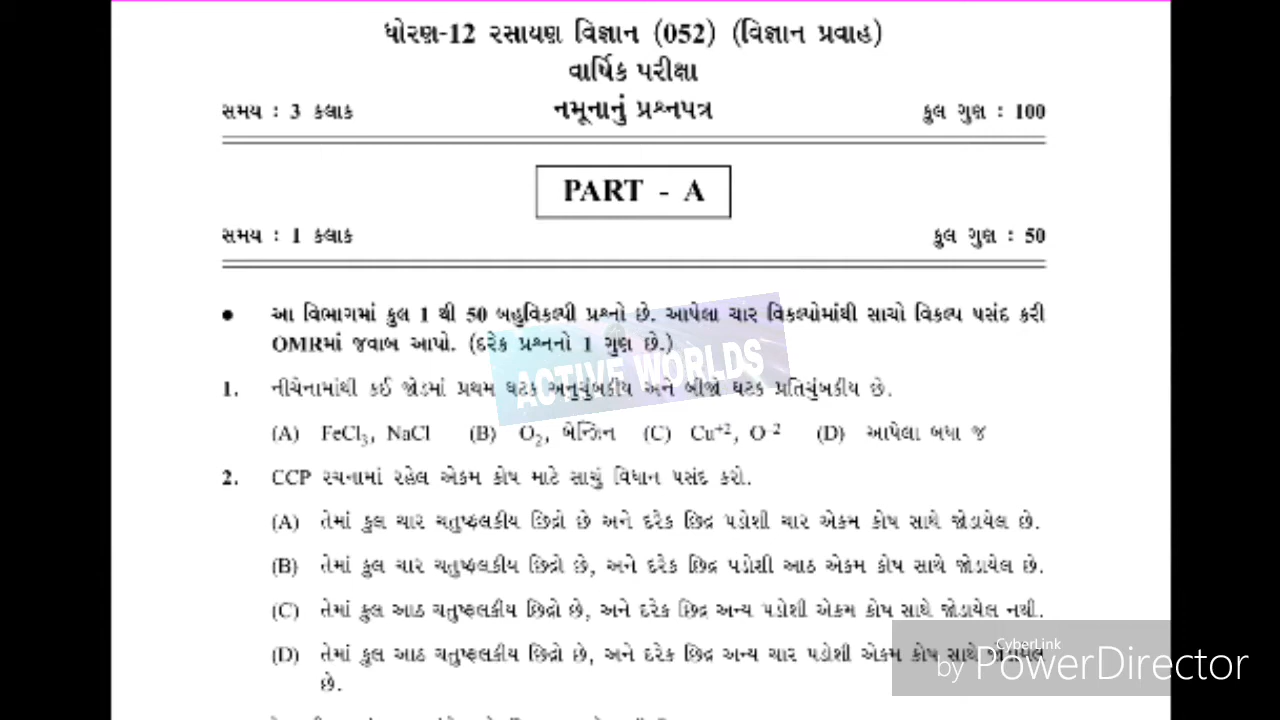 ધોરણ-12 રસાયણ વિજ્ઞાન (052) (વિજ્ઞાન પ્રવાહ)
વાર્ષિક પરીક્ષા
સમય : 3 કલાક નમૂનાનું પ્રશ્નપત્ર કુલ ગુણ : 100
PART - A
સમય : 1 કલાક કુલ ગુણ : 50
• આ વિભાગમાં કુલ 1 થી 50 બહુવિકલ્પી પ્રશ્નો છે. આપેલા ચાર વિકલ્પોમાંથી સાચો વિકલ્પ પસંદ કરી
OMRમાં જવાબ આપો. (દરેક પ્રશ્નનો 1 ગુણ છે.)
ACTIVE WORLDS
1. નીચેનામાંથી કઈ જોડમાં પ્રથમ ઘટક અનુચુંબકીય અને બીજો ઘટક પ્રતિચુંબકીય છે.
(A) FeCl₃, NaCl (B) O₂, બેન્ઝિન (C) Cu⁺², O⁻² (D) આપેલા બધા જ
2. CCP રચનામાં રહેલ એકમ કોષ માટે સાચું વિધાન પસંદ કરો.
(A) તેમાં કુલ ચાર ચતુષ્ફલકીય છિદ્રો છે અને દરેક છિદ્ર પડોશી ચાર એકમ કોષ સાથે જોડાયેલ છે.
(B) તેમાં કુલ ચાર ચતુષ્ફલકીય છિદ્રો છે, અને દરેક છિદ્ર પડોશી આઠ એકમ કોષ સાથે જોડાયેલ છે.
(C) તેમાં કુલ આઠ ચતુષ્ફલકીય છિદ્રો છે, અને દરેક છિદ્ર અન્ય પડોશી એકમ કોષ સાથે જોડાયેલ નથી.
(D) તેમાં કુલ આઠ ચતુષ્ફલકીય છિદ્રો છે, અને દરેક છિદ્ર અન્ય ચાર પડોશી એકમ કોષ સાથે
છે.
CyberLink
by PowerDirector